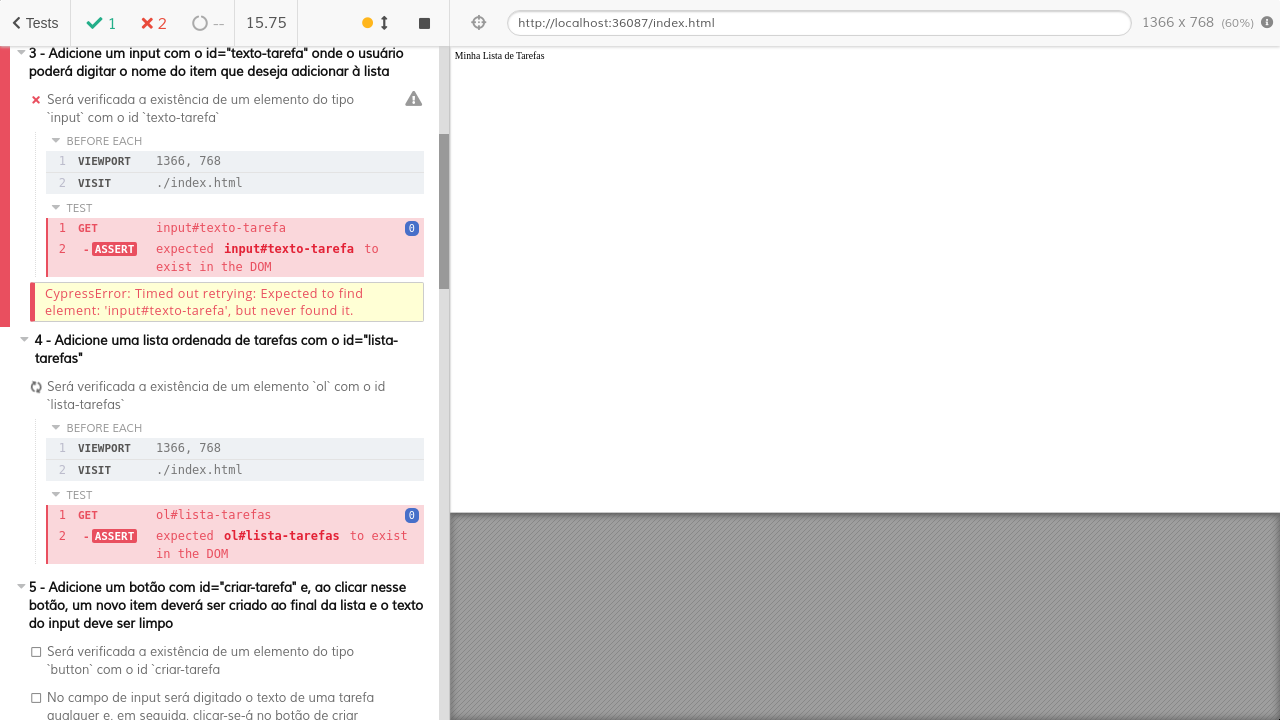 Tests
1
2
--
15.75
http://localhost:36087/index.html
1366 x 768 (60%)
3 - Adicione um input com o id="texto-tarefa" onde o usuário
poderá digitar o nome do item que deseja adicionar à lista
Será verificada a existência de um elemento do tipo
`input` com o id `texto-tarefa`
BEFORE EACH
1 VIEWPORT 1366, 768
2 VISIT ./index.html
TEST
1 GET input#texto-tarefa 0
2 - ASSERT expected input#texto-tarefa to
exist in the DOM
CypressError: Timed out retrying: Expected to find
element: 'input#texto-tarefa', but never found it.
4 - Adicione uma lista ordenada de tarefas com o id="lista-
tarefas"
Será verificada a existência de um elemento `ol` com o id
`lista-tarefas`
BEFORE EACH
1 VIEWPORT 1366, 768
2 VISIT ./index.html
TEST
1 GET ol#lista-tarefas 0
2 - ASSERT expected ol#lista-tarefas to exist
in the DOM
5 - Adicione um botão com id="criar-tarefa" e, ao clicar nesse
botão, um novo item deverá ser criado ao final da lista e o texto
do input deve ser limpo
Será verificada a existência de um elemento do tipo
`button` com o id `criar-tarefa
No campo de input será digitado o texto de uma tarefa
qualquer e, em seguida, clicar-se-á no botão de criar
Minha Lista de Tarefas